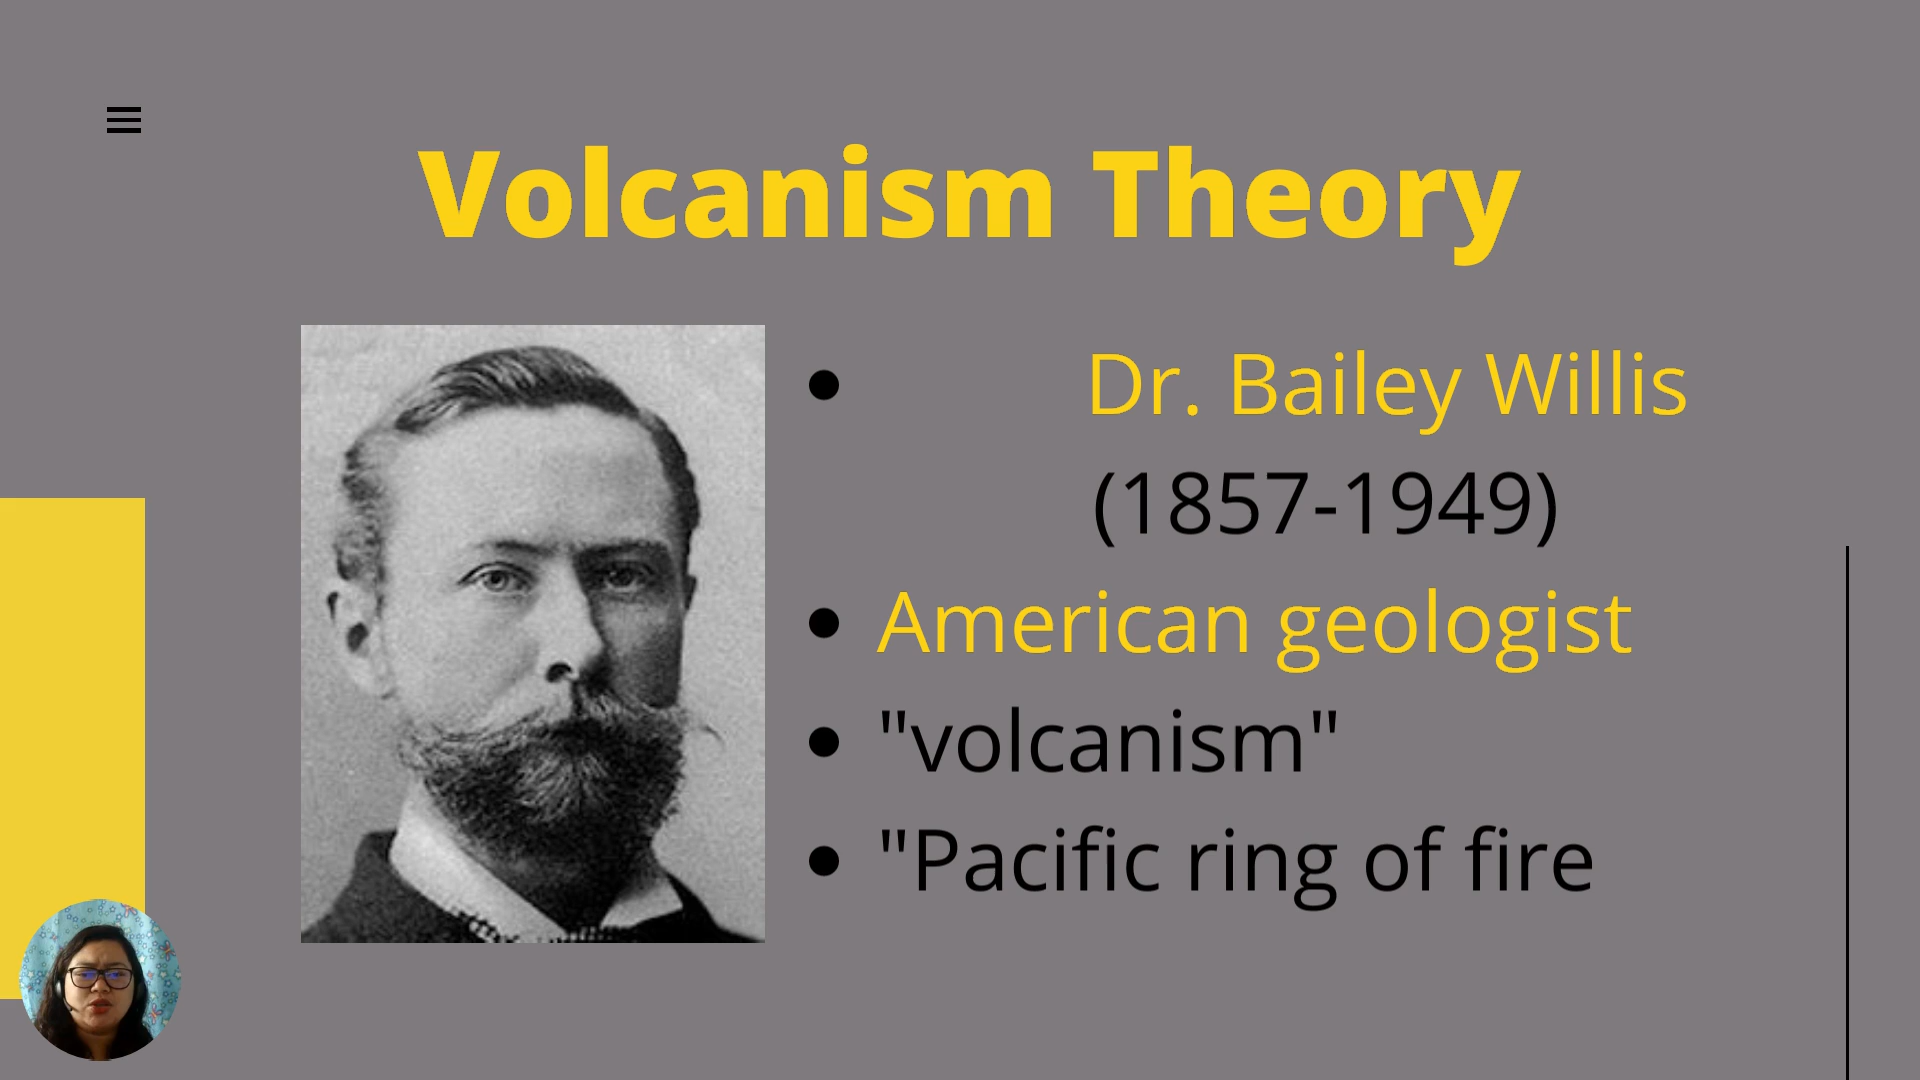 Volcanism Theory
Dr. Bailey Willis
(1857-1949)
American geologist
"volcanism"
"Pacific ring of fire